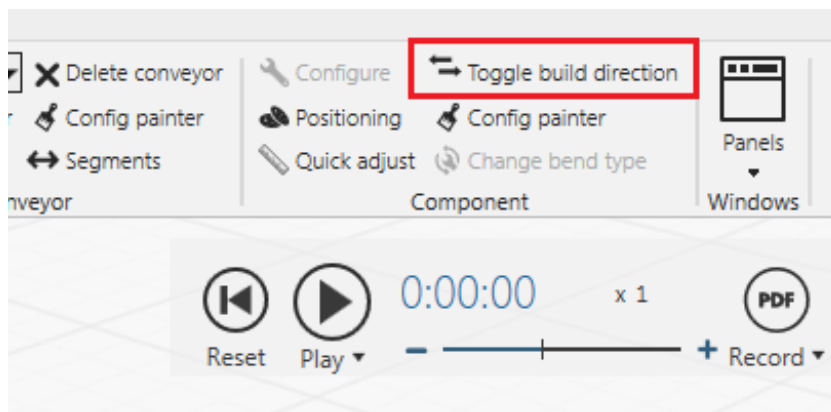 Delete conveyor
Configure
Toggle build direction
Config painter
Positioning
Config painter
Panels
Segments
Quick adjust
Change bend type
Component
Windows
0:00:00
x 1
PDF
Reset
Play
Record